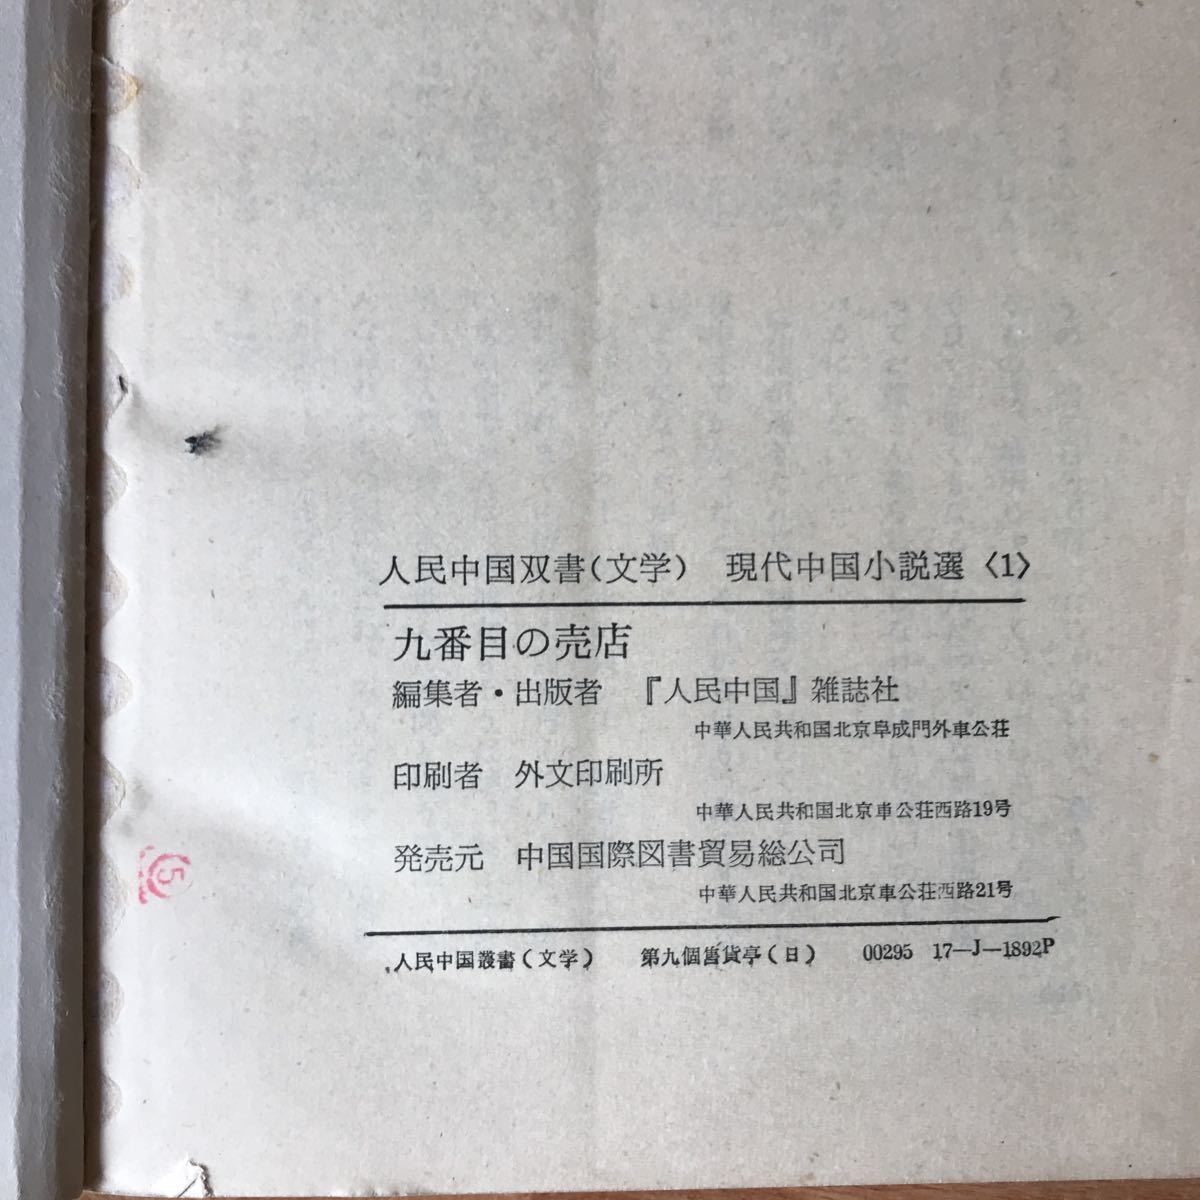 人民中国双書(文学) 現代中国小説選〈1〉
九番目の売店
編集者・出版者 『人民中国』雑誌社
中華人民共和国北京阜成門外車公荘
印刷者 外文印刷所
中華人民共和国北京車公荘西路19号
発売元 中国国際図書貿易総公司
中華人民共和国北京車公荘西路21号
人民中国叢書(文学) 第九個售貨亭(日) 00295 17—J—1892P
5